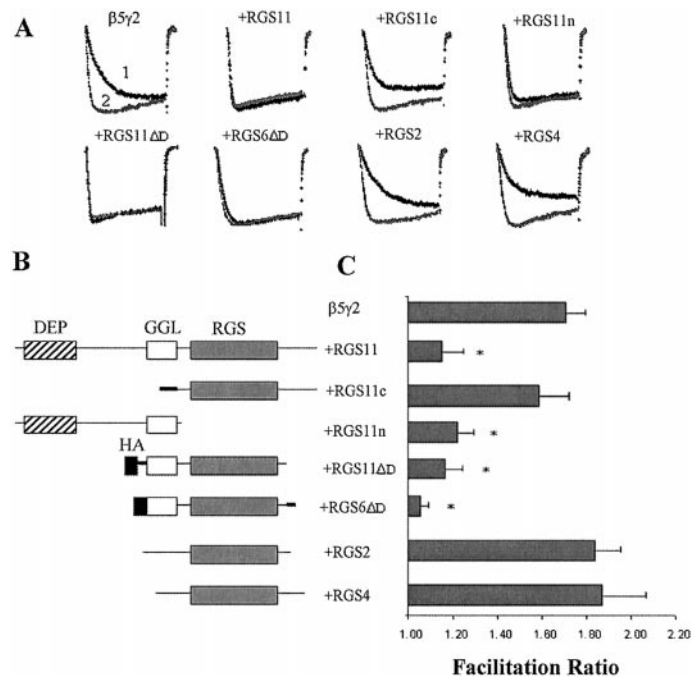 A
β5γ2 +RGS11 +RGS11c +RGS11n
1
2
+RGS11ΔD +RGS6ΔD +RGS2 +RGS4
B
C
DEP GGL RGS
HA
β5γ2
+RGS11 *
+RGS11c
+RGS11n *
+RGS11ΔD *
+RGS6ΔD *
+RGS2
+RGS4
1.00 1.20 1.40 1.60 1.80 2.00 2.20
Facilitation Ratio